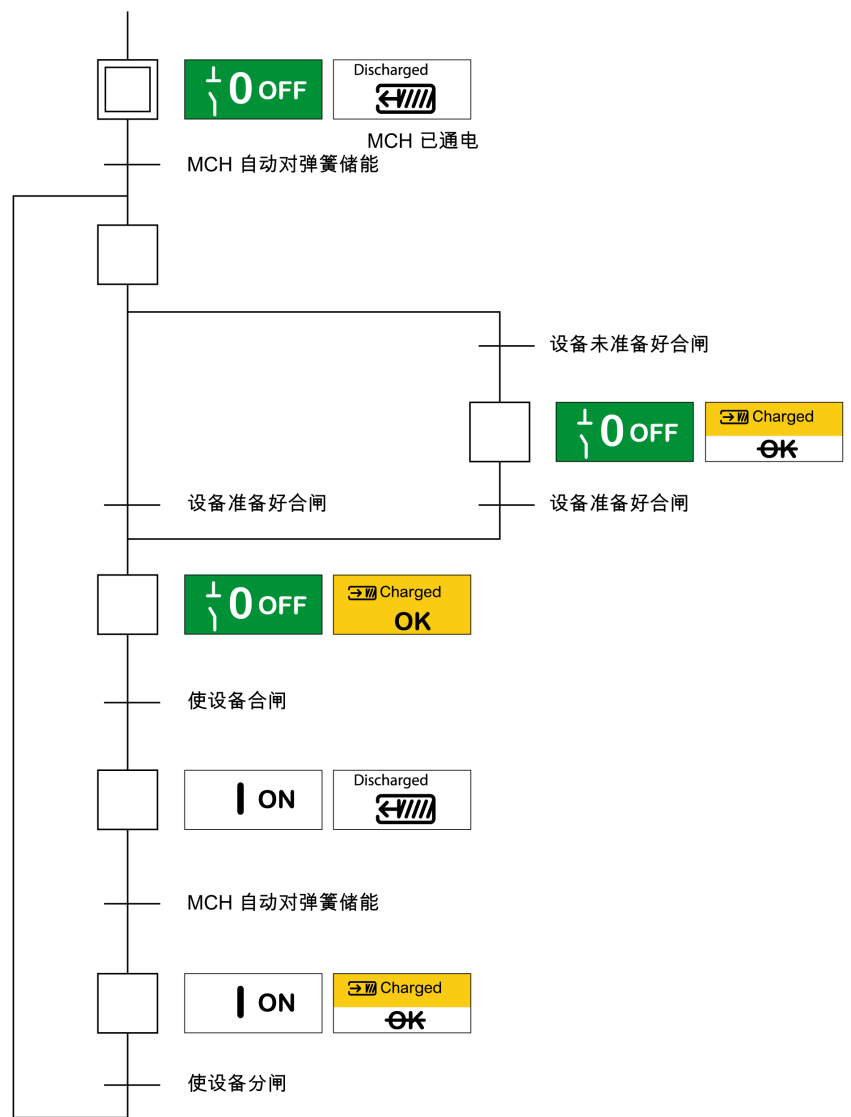 0 OFF
Discharged
MCH 已通电
MCH 自动对弹簧储能
设备未准备好合闸
0 OFF
Charged
OK
设备准备好合闸
设备准备好合闸
0 OFF
Charged
OK
使设备合闸
I ON
Discharged
MCH 自动对弹簧储能
I ON
Charged
OK
使设备分闸